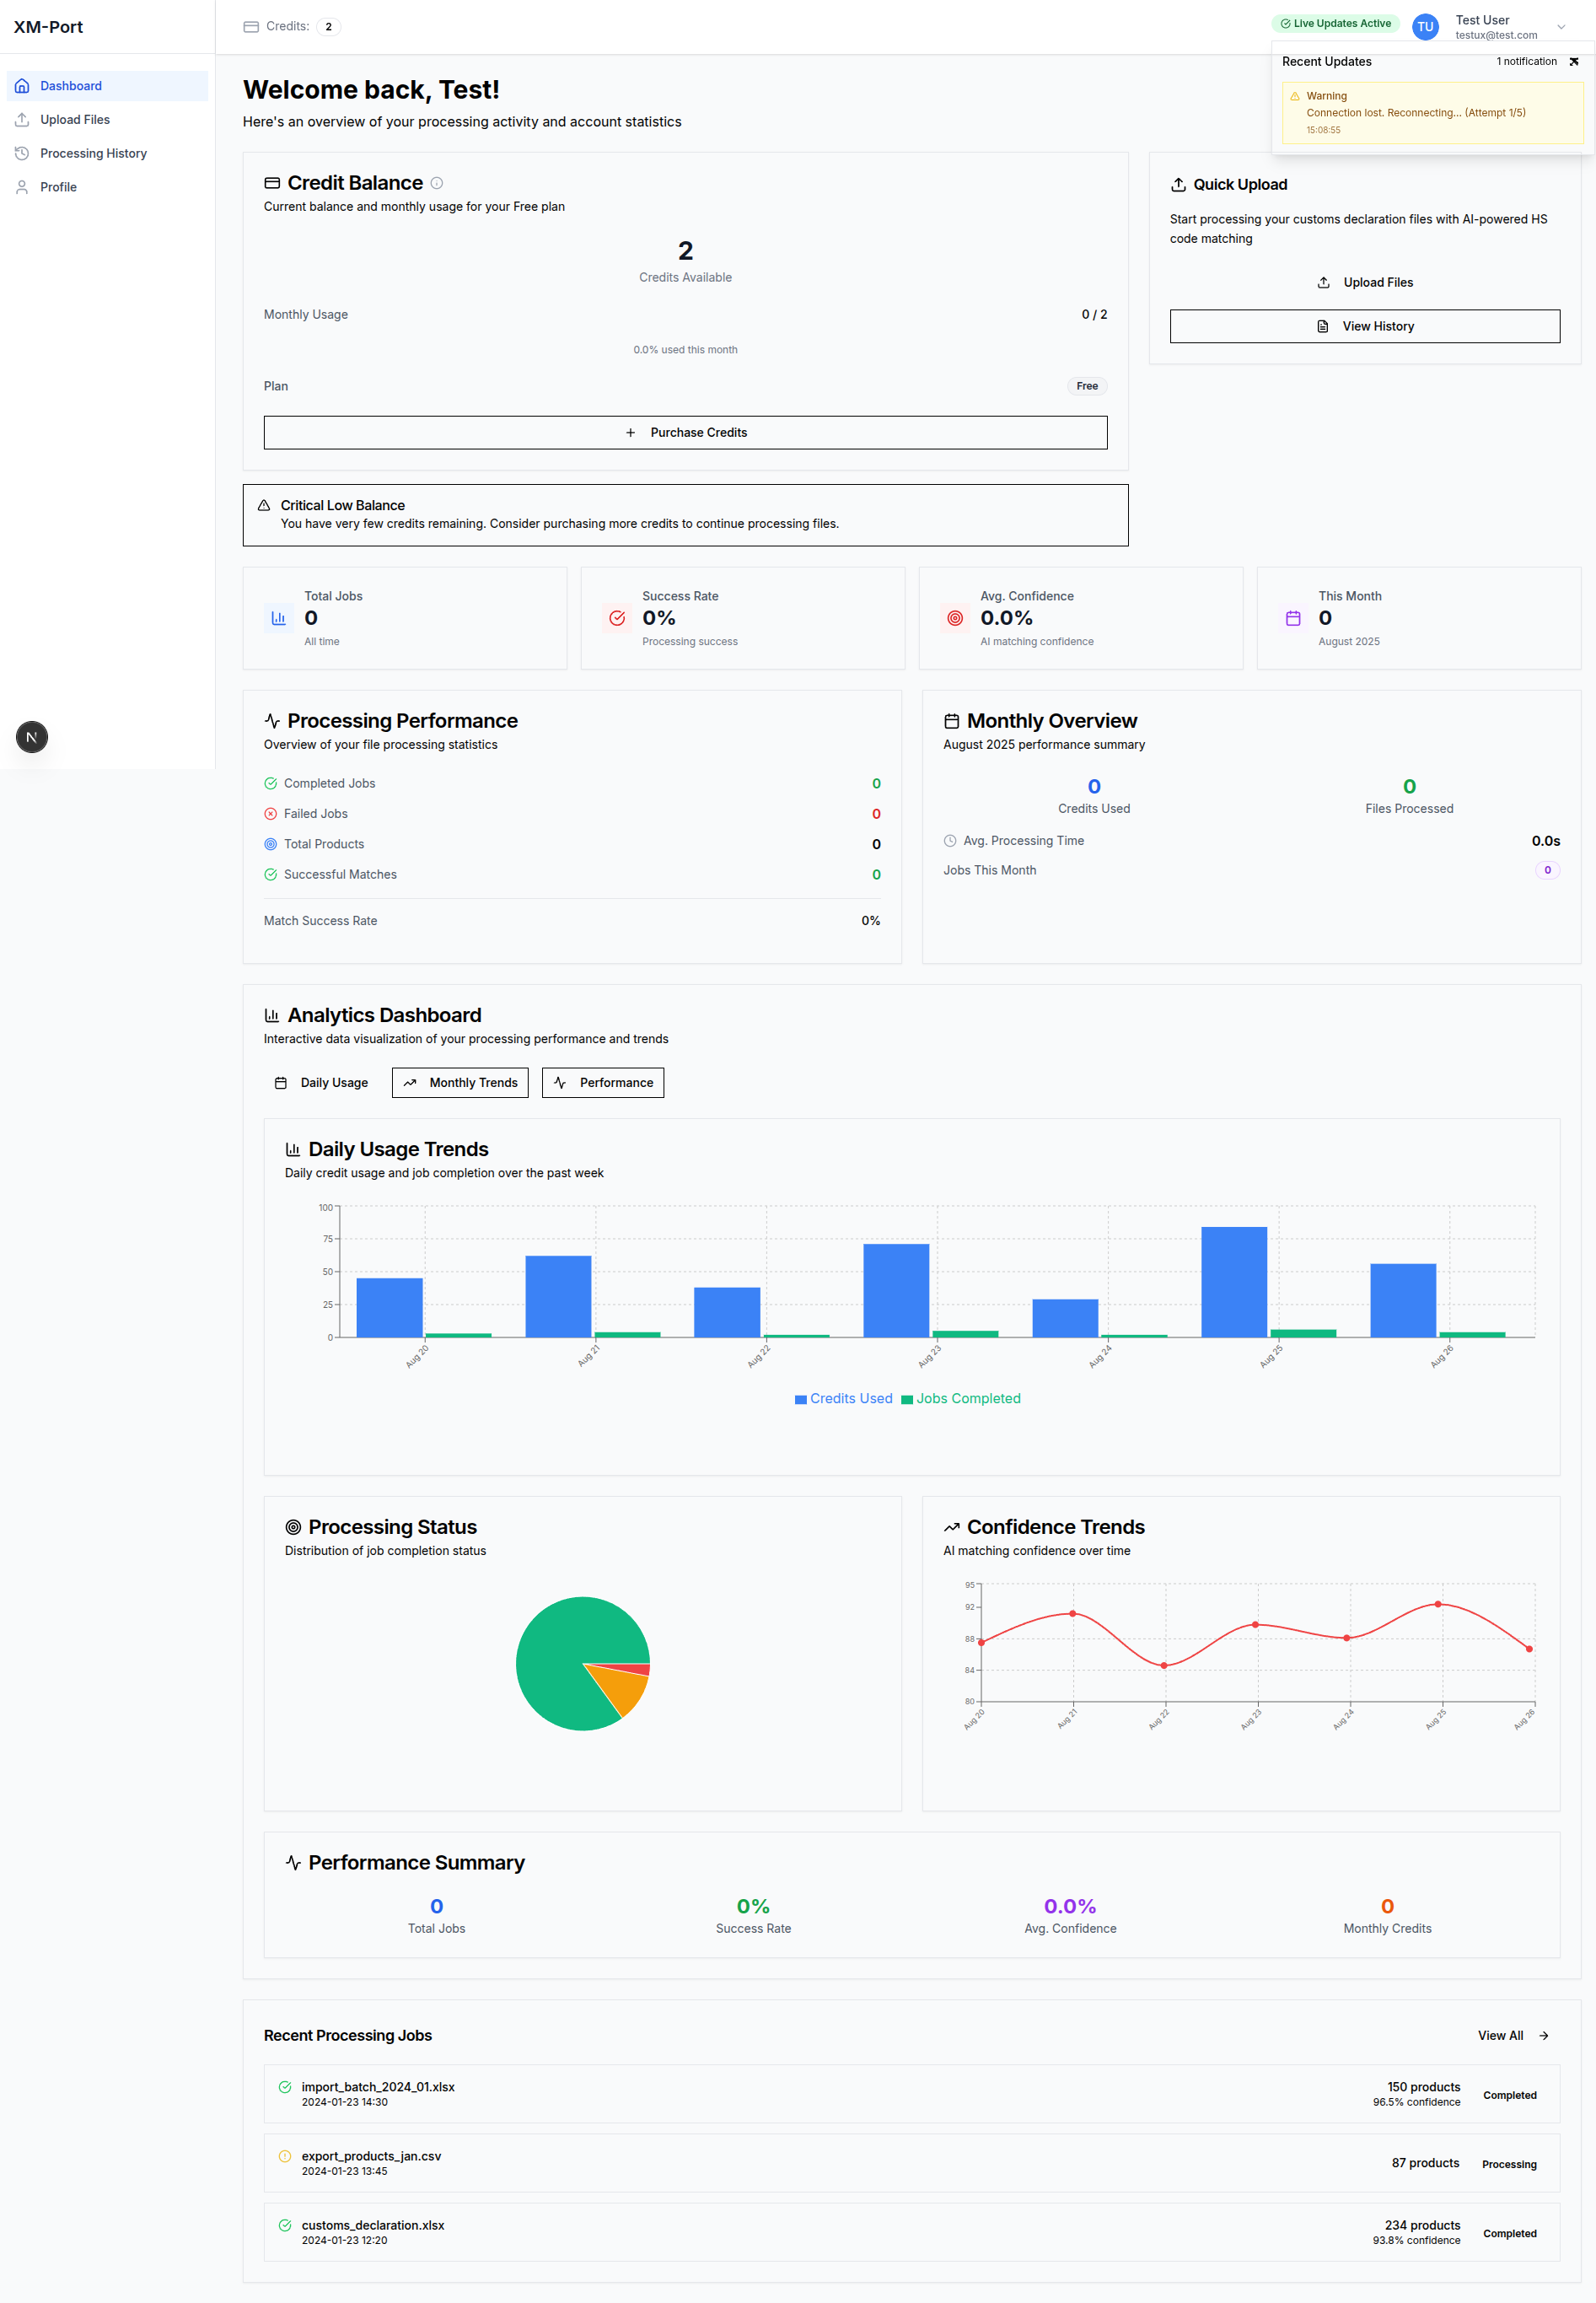 XM-Port
Credits: 2
Live Updates Active
TU
Test User
testux@test.com
Recent Updates
1 notification
Warning
Connection lost. Reconnecting... (Attempt 1/5)
15:08:55
Dashboard
Upload Files
Processing History
Profile
N
Welcome back, Test!
Here's an overview of your processing activity and account statistics
Credit Balance
Current balance and monthly usage for your Free plan
2
Credits Available
Monthly Usage
0 / 2
0.0% used this month
Plan
Free
Purchase Credits
Quick Upload
Start processing your customs declaration files with AI-powered HS
code matching
Upload Files
View History
Critical Low Balance
You have very few credits remaining. Consider purchasing more credits to continue processing files.
Total Jobs
0
All time
Success Rate
0%
Processing success
Avg. Confidence
0.0%
AI matching confidence
This Month
0
August 2025
Processing Performance
Overview of your file processing statistics
Completed Jobs
0
Failed Jobs
0
Total Products
0
Successful Matches
0
Match Success Rate
0%
Monthly Overview
August 2025 performance summary
0
Credits Used
0
Files Processed
Avg. Processing Time
0.0s
Jobs This Month
0
Analytics Dashboard
Interactive data visualization of your processing performance and trends
Daily Usage
Monthly Trends
Performance
Daily Usage Trends
Daily credit usage and job completion over the past week
100
75
50
25
0
Aug 20
Aug 21
Aug 22
Aug 23
Aug 24
Aug 25
Aug 26
Credits Used
Jobs Completed
Processing Status
Distribution of job completion status
Confidence Trends
AI matching confidence over time
95
92
88
84
80
Aug 20
Aug 21
Aug 22
Aug 23
Aug 24
Aug 25
Aug 26
Performance Summary
0
Total Jobs
0%
Success Rate
0.0%
Avg. Confidence
0
Monthly Credits
Recent Processing Jobs
View All
import_batch_2024_01.xlsx
2024-01-23 14:30
150 products
96.5% confidence
Completed
export_products_jan.csv
2024-01-23 13:45
87 products
Processing
customs_declaration.xlsx
2024-01-23 12:20
234 products
93.8% confidence
Completed